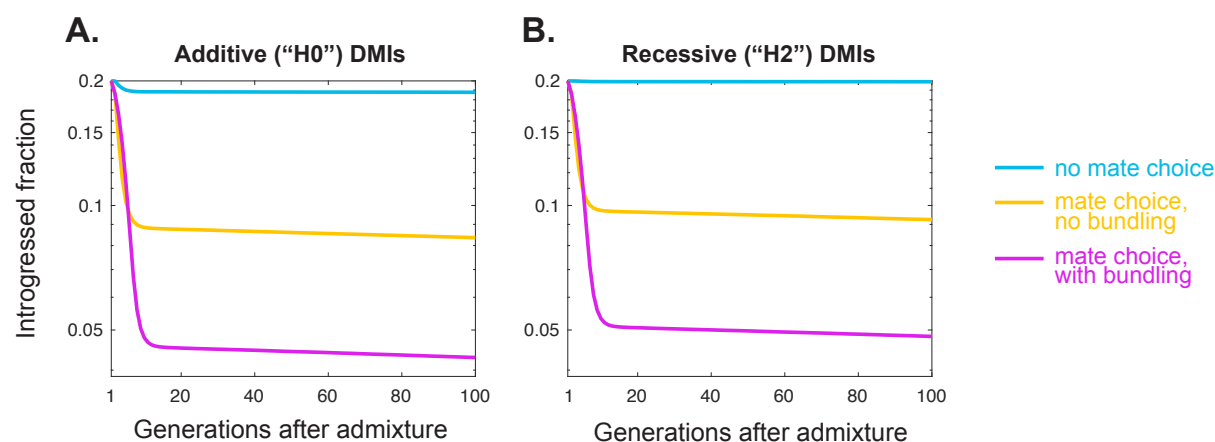 A.
Additive (“H0”) DMIs
B.
Recessive (“H2”) DMIs
Introgressed fraction
0.2
0.15
0.1
0.05
1
20
40
60
80
100
Generations after admixture
0.2
0.15
0.1
0.05
1
20
40
60
80
100
Generations after admixture
no mate choice
mate choice,
no bundling
mate choice,
with bundling